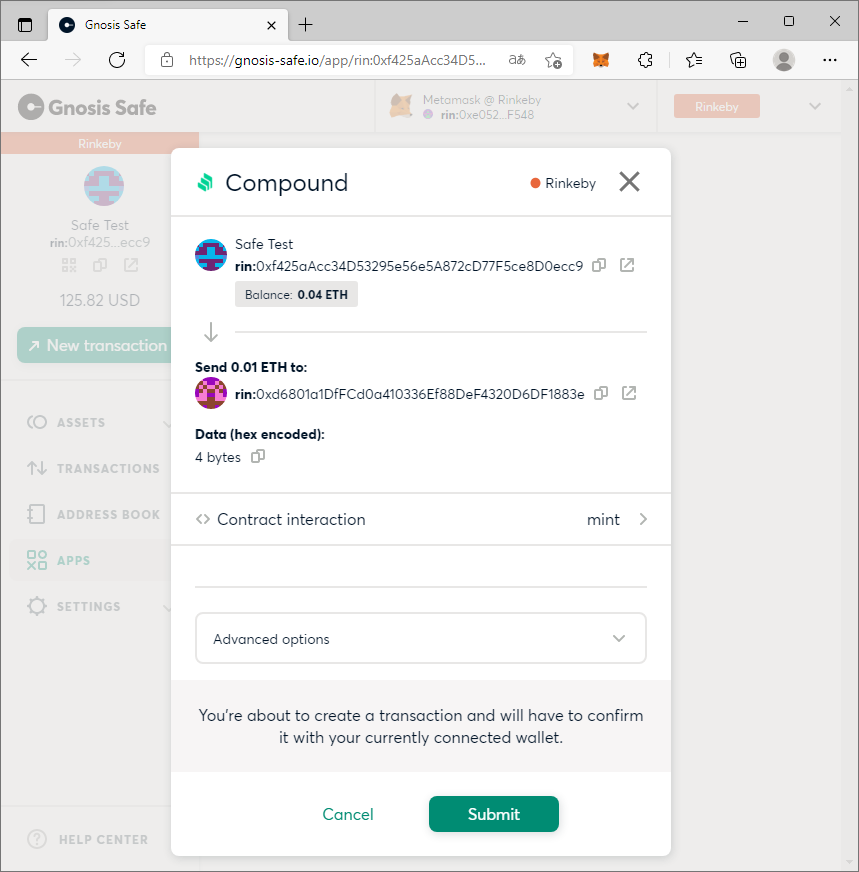 Gnosis Safe
https://gnosis-safe.io/app/rin:0xf425aAcc34D5...
ああ
Gnosis Safe
Metamask @ Rinkeby
rin:0xe052...F548
Rinkeby
Rinkeby
Safe Test
rin:0xf425...ecc9
125.82 USD
New transaction
ASSETS
TRANSACTIONS
ADDRESS BOOK
APPS
SETTINGS
HELP CENTER
Compound
Rinkeby
Safe Test
rin:0xf425aAcc34D53295e56e5A872cD77F5ce8D0ecc9
Balance: 0.04 ETH
Send 0.01 ETH to:
rin:0xd6801a1DfFCd0a410336Ef88DeF4320D6DF1883e
Data (hex encoded):
4 bytes
Contract interaction mint
Advanced options
You're about to create a transaction and will have to confirm
it with your currently connected wallet.
Cancel Submit